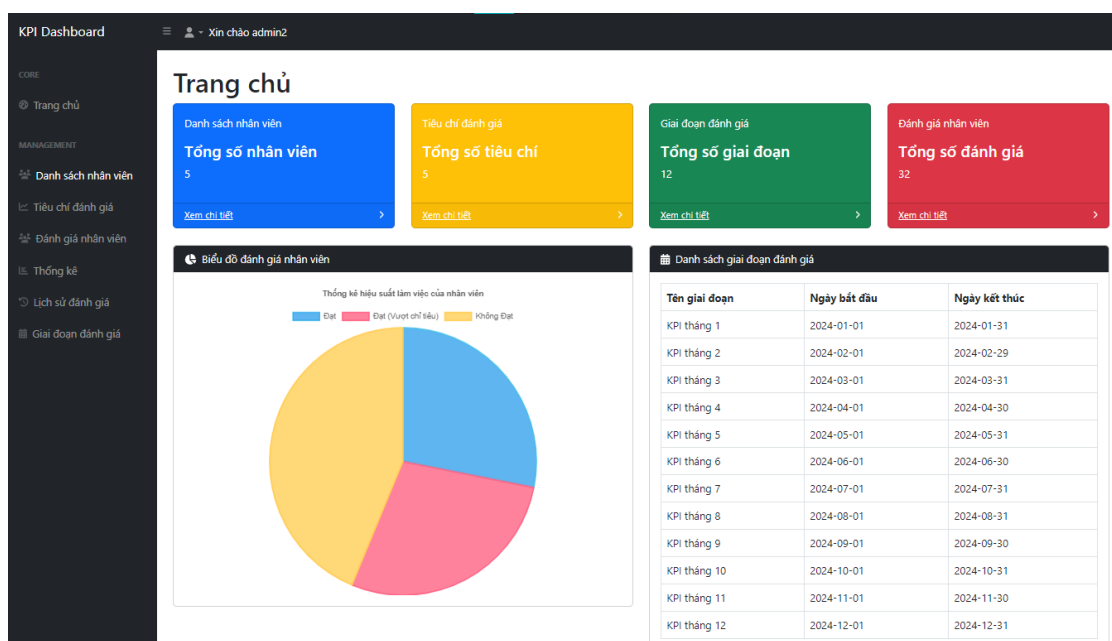 KPI Dashboard
Xin chào admin2
CORE
Trang chủ
MANAGEMENT
Danh sách nhân viên
Tiêu chí đánh giá
Đánh giá nhân viên
Thống kê
Lịch sử đánh giá
Giai đoạn đánh giá
Trang chủ
Danh sách nhân viên
Tổng số nhân viên
5
Xem chi tiết
Tiêu chí đánh giá
Tổng số tiêu chí
5
Xem chi tiết
Giai đoạn đánh giá
Tổng số giai đoạn
12
Xem chi tiết
Đánh giá nhân viên
Tổng số đánh giá
32
Xem chi tiết
Biểu đồ đánh giá nhân viên
Thống kê hiệu suất làm việc của nhân viên
Đạt Đạt (Vượt chỉ tiêu) Không Đạt
Danh sách giai đoạn đánh giá
Tên giai đoạn Ngày bắt đầu Ngày kết thúc
KPI tháng 1 2024-01-01 2024-01-31
KPI tháng 2 2024-02-01 2024-02-29
KPI tháng 3 2024-03-01 2024-03-31
KPI tháng 4 2024-04-01 2024-04-30
KPI tháng 5 2024-05-01 2024-05-31
KPI tháng 6 2024-06-01 2024-06-30
KPI tháng 7 2024-07-01 2024-07-31
KPI tháng 8 2024-08-01 2024-08-31
KPI tháng 9 2024-09-01 2024-09-30
KPI tháng 10 2024-10-01 2024-10-31
KPI tháng 11 2024-11-01 2024-11-30
KPI tháng 12 2024-12-01 2024-12-31